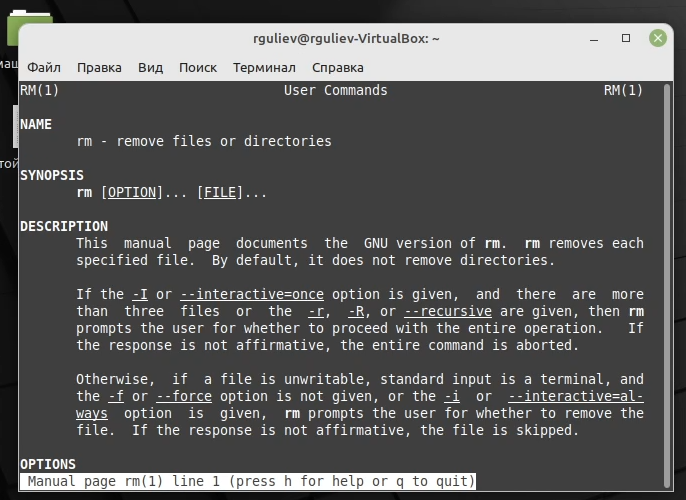 rguliev@rguliev-VirtualBox: ~
Файл Правка Вид Поиск Терминал Справка
RM(1) User Commands RM(1)
NAME
rm - remove files or directories
SYNOPSIS
rm [OPTION]... [FILE]...
DESCRIPTION
This manual page documents the GNU version of rm. rm removes each
specified file. By default, it does not remove directories.
If the -I or --interactive=once option is given, and there are more
than three files or the -r, -R, or --recursive are given, then rm
prompts the user for whether to proceed with the entire operation. If
the response is not affirmative, the entire command is aborted.
Otherwise, if a file is unwritable, standard input is a terminal, and
the -f or --force option is not given, or the -i or --interactive=al-
ways option is given, rm prompts the user for whether to remove the
file. If the response is not affirmative, the file is skipped.
OPTIONS
Manual page rm(1) line 1 (press h for help or q to quit)